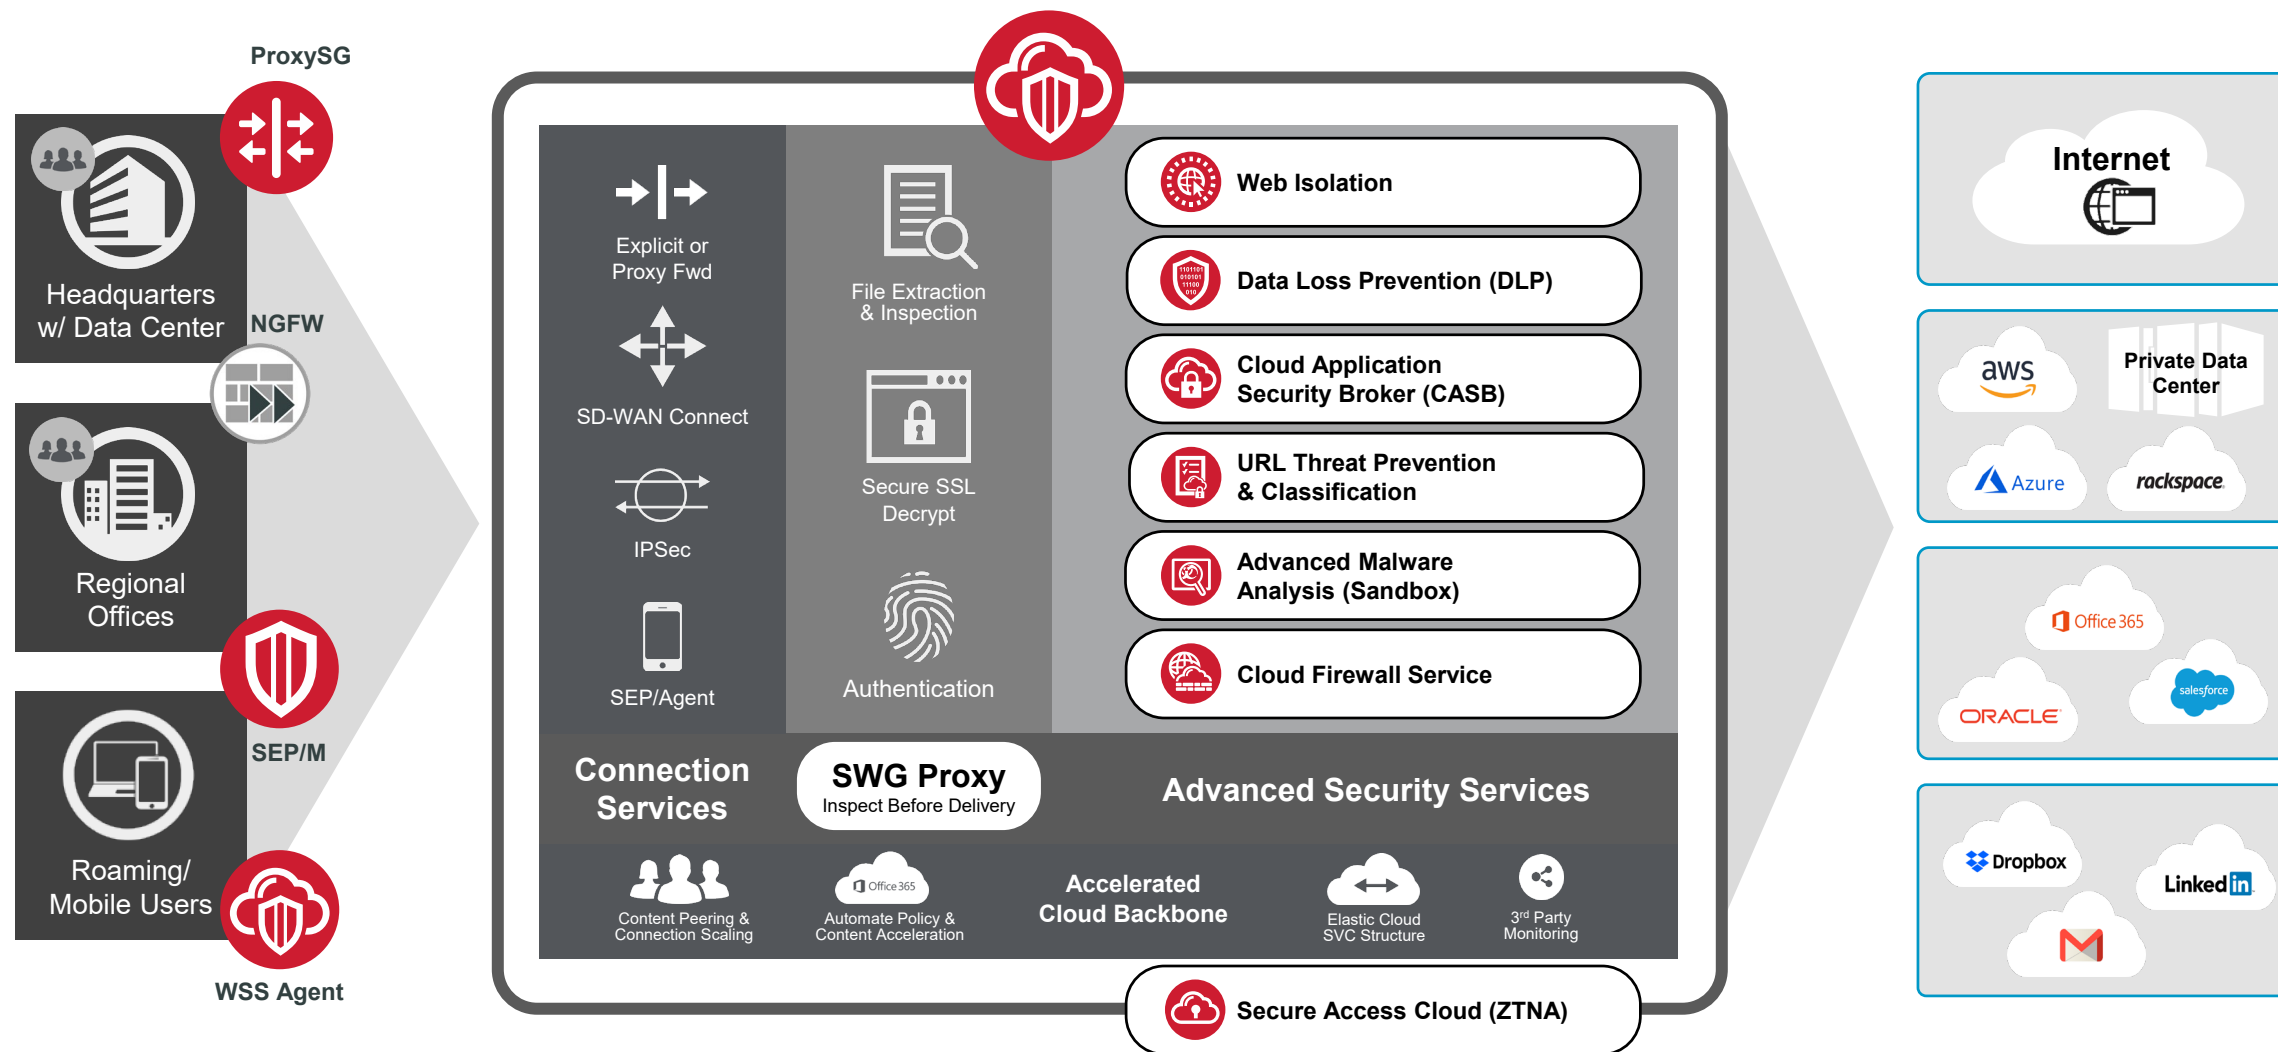 ProxySG
Headquarters
w/ Data Center
NGFW
Regional
Offices
SEP/M
Roaming/
Mobile Users
WSS Agent
Explicit or
Proxy Fwd
SD-WAN Connect
IPSec
SEP/Agent
File Extraction
& Inspection
Secure SSL
Decrypt
Authentication
Web Isolation
1101101
010101
11100
010
Data Loss Prevention (DLP)
Cloud Application
Security Broker (CASB)
URL Threat Prevention
& Classification
Advanced Malware
Analysis (Sandbox)
Cloud Firewall Service
Connection
Services
SWG Proxy
Inspect Before Delivery
Advanced Security Services
Content Peering &
Connection Scaling
Office 365
Automate Policy &
Content Acceleration
Accelerated
Cloud Backbone
Elastic Cloud
SVC Structure
3rd Party
Monitoring
Secure Access Cloud (ZTNA)
Internet
aws
Private Data
Center
Azure
rackspace
Office 365
salesforce
ORACLE
Dropbox
Linked in